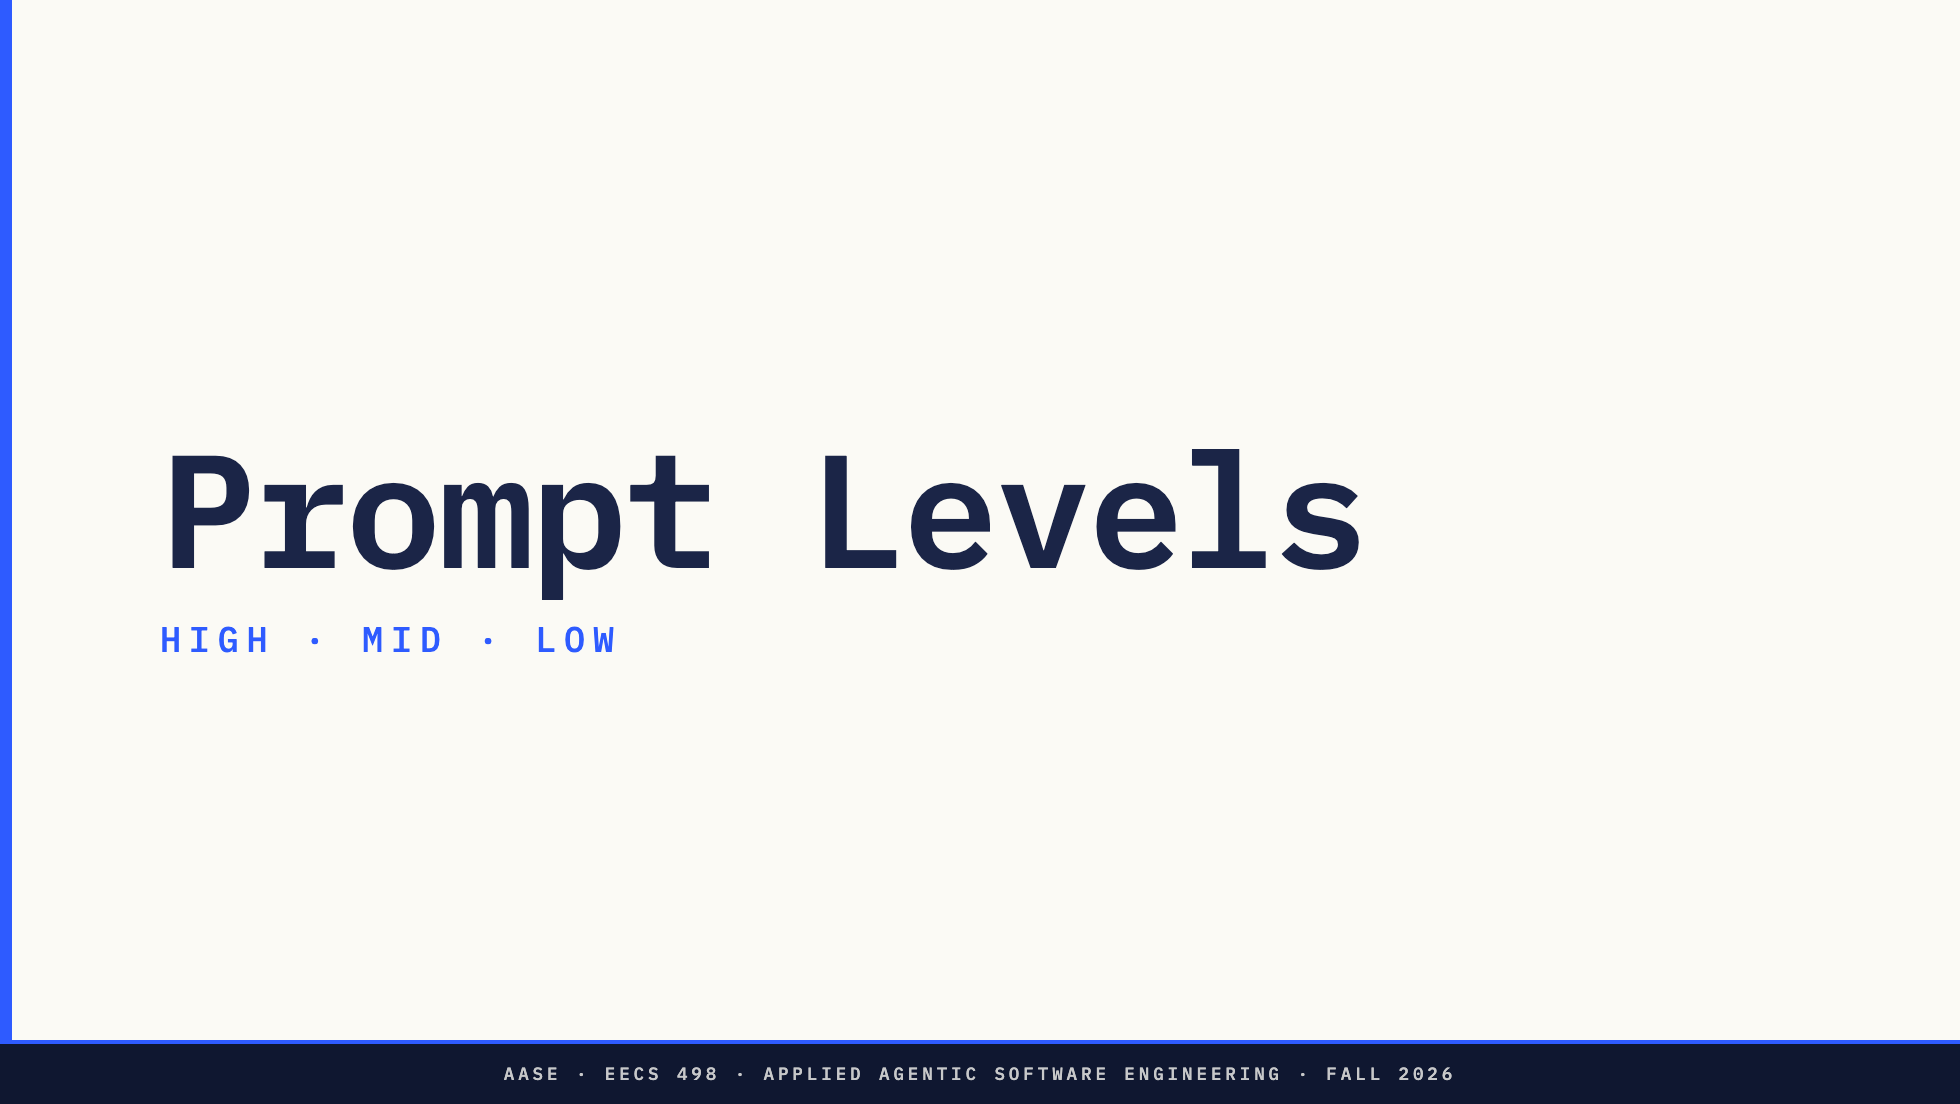 Prompt Levels
HIGH · MID · LOW
AASE · EECS 498 · APPLIED AGENTIC SOFTWARE ENGINEERING · FALL 2026